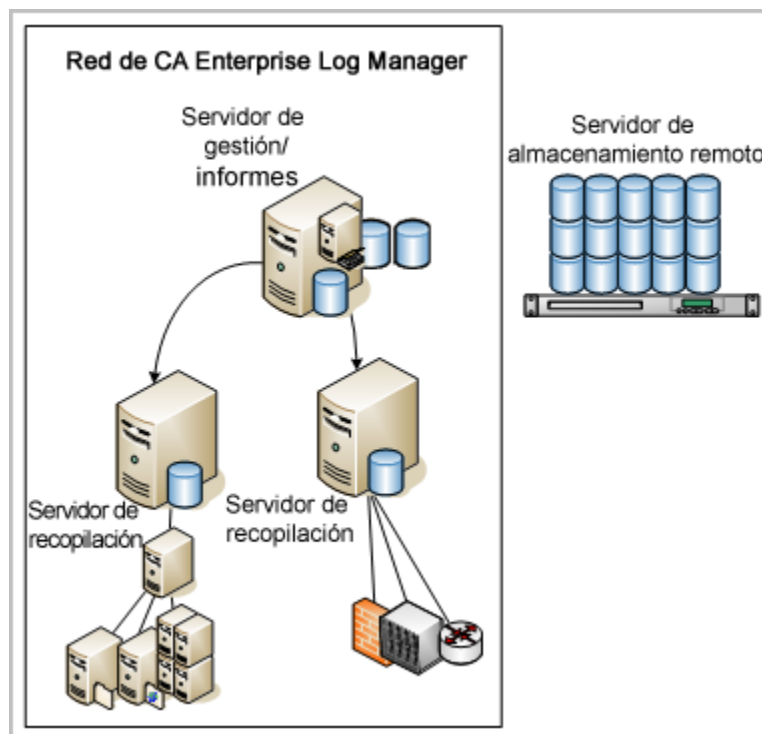 Red de CA Enterprise Log Manager
Servidor de
gestión/
informes
Servidor de
almacenamiento remoto
Servidor de
recopilación
Servidor de
recopilación